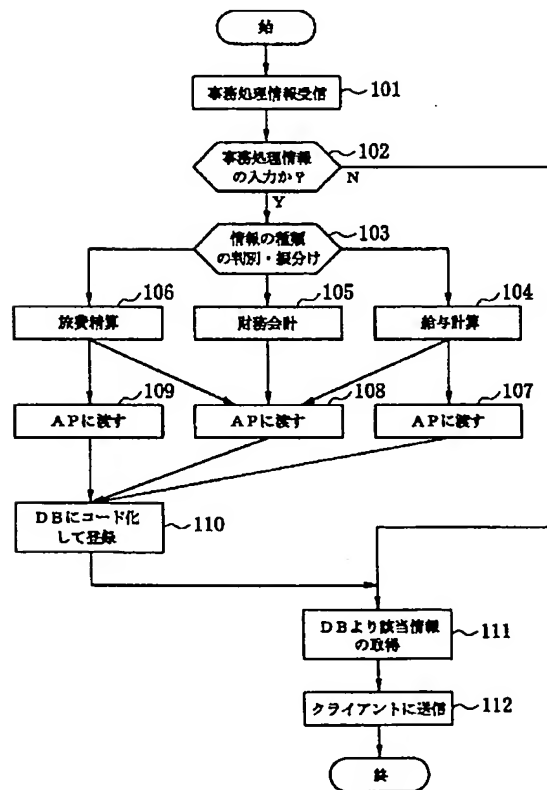 始
事務処理情報受信
101
事務処理情報
の入力か?
102
N
Y
情報の種類
の判別・振分け
103
旅費精算
106
財務会計
105
給与計算
104
APに渡す
109
APに渡す
108
APに渡す
107
DBにコード化
して登録
110
DBより該当情報
の取得
111
クライアントに送信
112
終